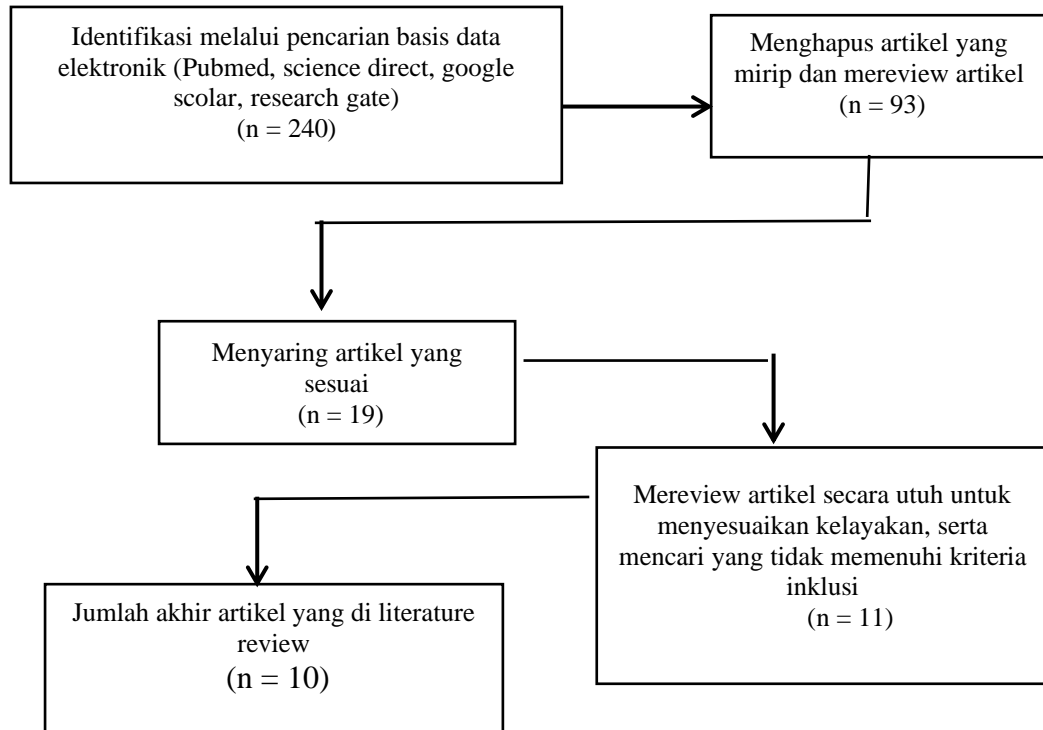 Identifikasi melalui pencarian basis data
elektronik (Pubmed, science direct, google
scolar, research gate)
(n = 240)
Menghapus artikel yang
mirip dan mereview artikel
(n = 93)
Menyaring artikel yang
sesuai
(n = 19)
Mereview artikel secara utuh untuk
menyesuaikan kelayakan, serta
mencari yang tidak memenuhi kriteria
inklusi
(n = 11)
Jumlah akhir artikel yang di literature
review
(n = 10)